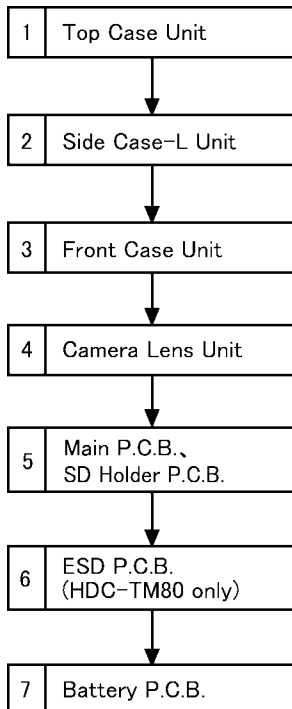 1 Top Case Unit
2 Side Case-L Unit
3 Front Case Unit
4 Camera Lens Unit
5 Main P.C.B.、
SD Holder P.C.B.
6 ESD P.C.B.
(HDC-TM80 only)
7 Battery P.C.B.